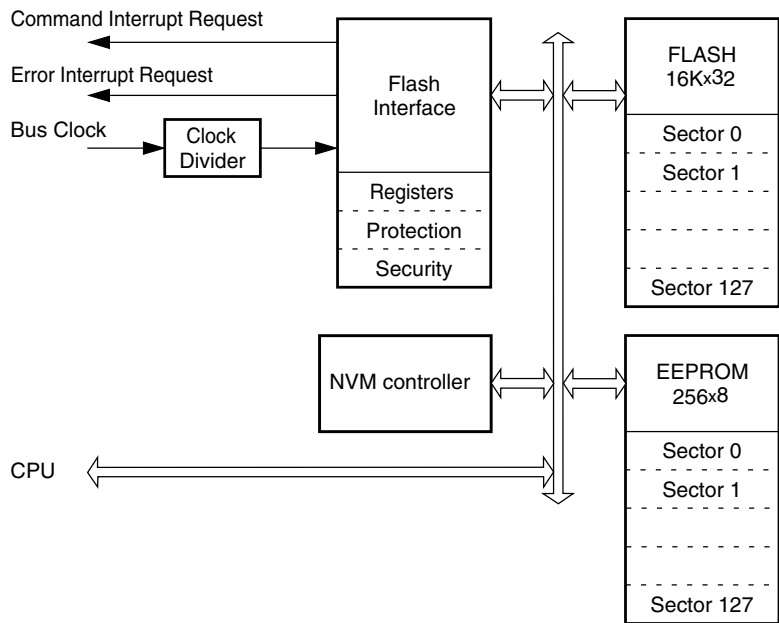 Command Interrupt Request
Error Interrupt Request
Bus Clock
Clock
Divider
Flash
Interface
Registers
Protection
Security
FLASH
16Kx32
Sector 0
Sector 1
Sector 127
NVM controller
EEPROM
256x8
Sector 0
Sector 1
Sector 127
CPU